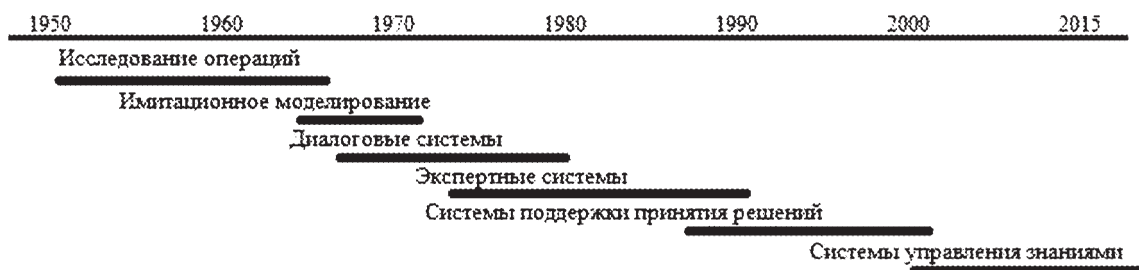 1950 1960 1970 1980 1990 2000 2015
Исследование операций
Имитационное моделирование
Диалоговые системы
Экспертные системы
Системы поддержки принятия решений
Системы управления знаниями